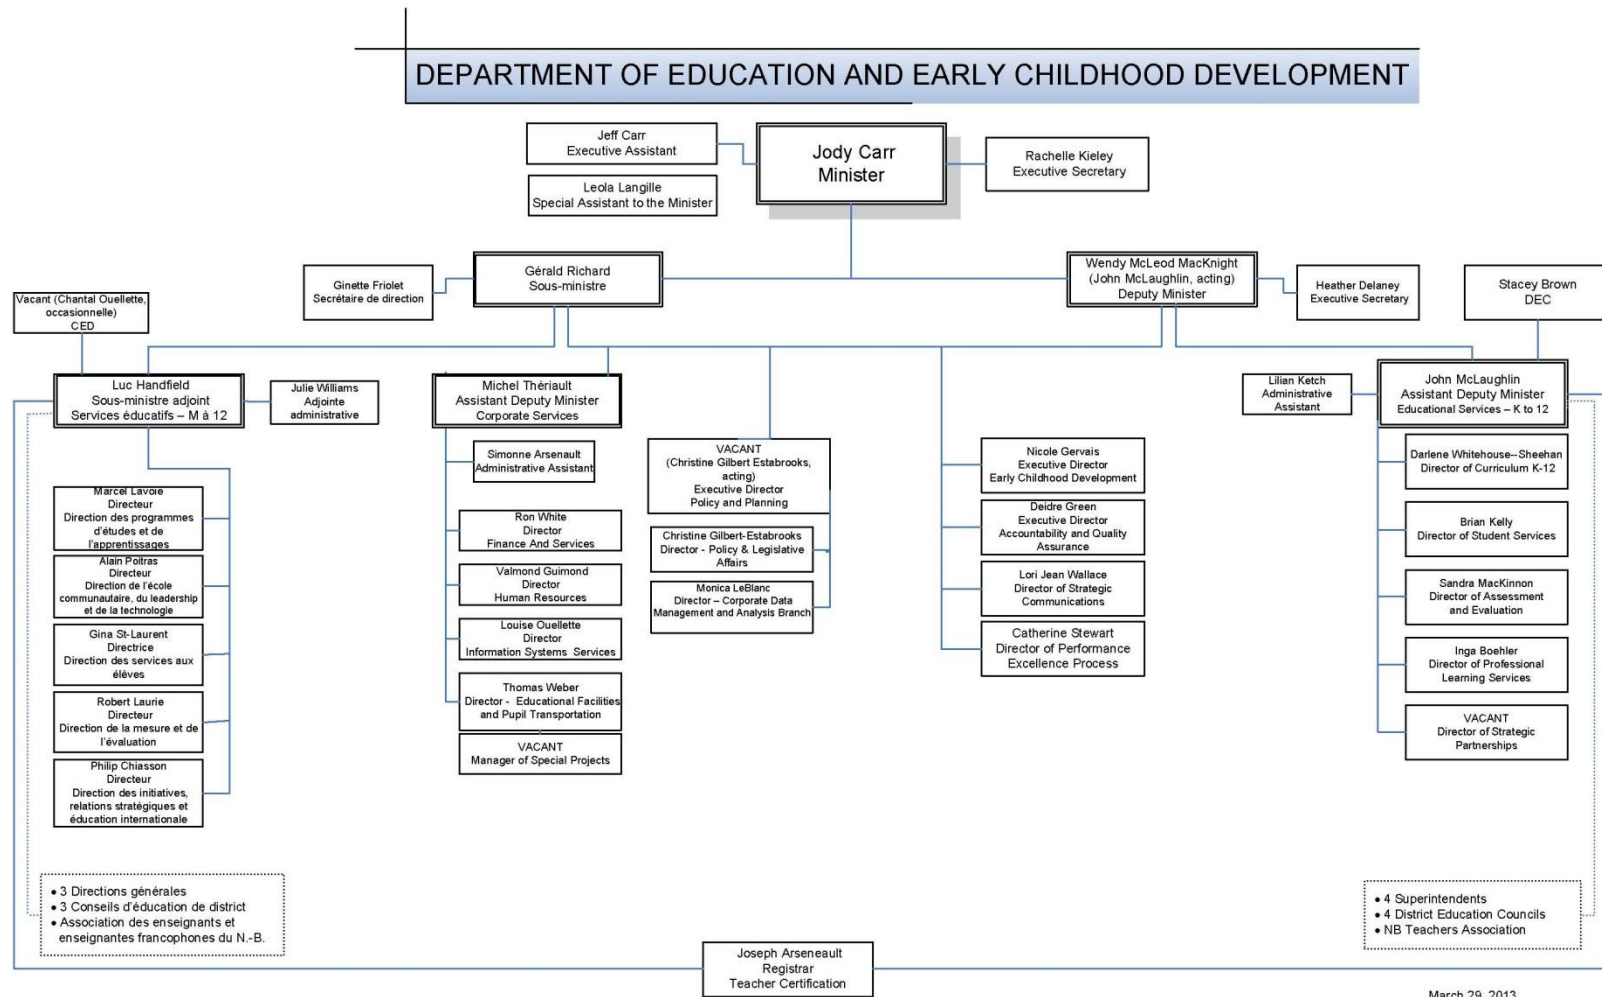 DEPARTMENT OF EDUCATION AND EARLY CHILDHOOD DEVELOPMENT
Jeff Carr
Executive Assistant
Jody Carr
Minister
Rachelle Kieley
Executive Secretary
Leola Langille
Special Assistant to the Minister
Ginette Friolet
Secrétaire de direction
Gérald Richard
Sous-ministre
Wendy McLeod MacKnight
(John McLaughlin, acting)
Deputy Minister
Heather Delaney
Executive Secretary
Stacey Brown
DEC
Vacant (Chantal Ouellette,
occasionnelle)
CED
Luc Handfield
Sous-ministre adjoint
Services éducatifs – M à 12
Julie Williams
Adjointe
administrative
Michel Thériault
Assistant Deputy Minister
Corporate Services
Lilian Ketch
Administrative
Assistant
John McLaughlin
Assistant Deputy Minister
Educational Services – K to 12
Marcel Lavoie
Directeur
Direction des programmes
d'études et de
l'apprentissages
Alain Poitras
Directeur
Direction de l'école
communautaire, du leadership
et de la technologie
Gina St-Laurent
Directrice
Direction des services aux
élèves
Robert Laurie
Directeur
Direction de la mesure et de
l'évaluation
Philip Chiasson
Directeur
Direction des initiatives,
relations stratégiques et
éducation internationale
Simonne Arsenault
Administrative Assistant
Ron White
Director
Finance And Services
Valmond Guimond
Director
Human Resources
Louise Ouellette
Director
Information Systems Services
Thomas Weber
Director - Educational Facilities
and Pupil Transportation
VACANT
Manager of Special Projects
VACANT
(Christine Gilbert Estabrooks,
acting)
Executive Director
Policy and Planning
Christine Gilbert-Estabrooks
Director - Policy & Legislative
Affairs
Monica LeBlanc
Director – Corporate Data
Management and Analysis Branch
Nicole Gervais
Executive Director
Early Childhood Development
Deidre Green
Executive Director
Accountability and Quality
Assurance
Lori Jean Wallace
Director of Strategic
Communications
Catherine Stewart
Director of Performance
Excellence Process
Darlene Whitehouse--Sheehan
Director of Curriculum K-12
Brian Kelly
Director of Student Services
Sandra MacKinnon
Director of Assessment
and Evaluation
Inga Boehler
Director of Professional
Learning Services
VACANT
Director of Strategic
Partnerships
• 3 Directions générales
• 3 Conseils d'éducation de district
• Association des enseignants et
enseignantes francophones du N.-B.
• 4 Superintendents
• 4 District Education Councils
• NB Teachers Association
Joseph Arseneault
Registrar
Teacher Certification
March 29, 2013